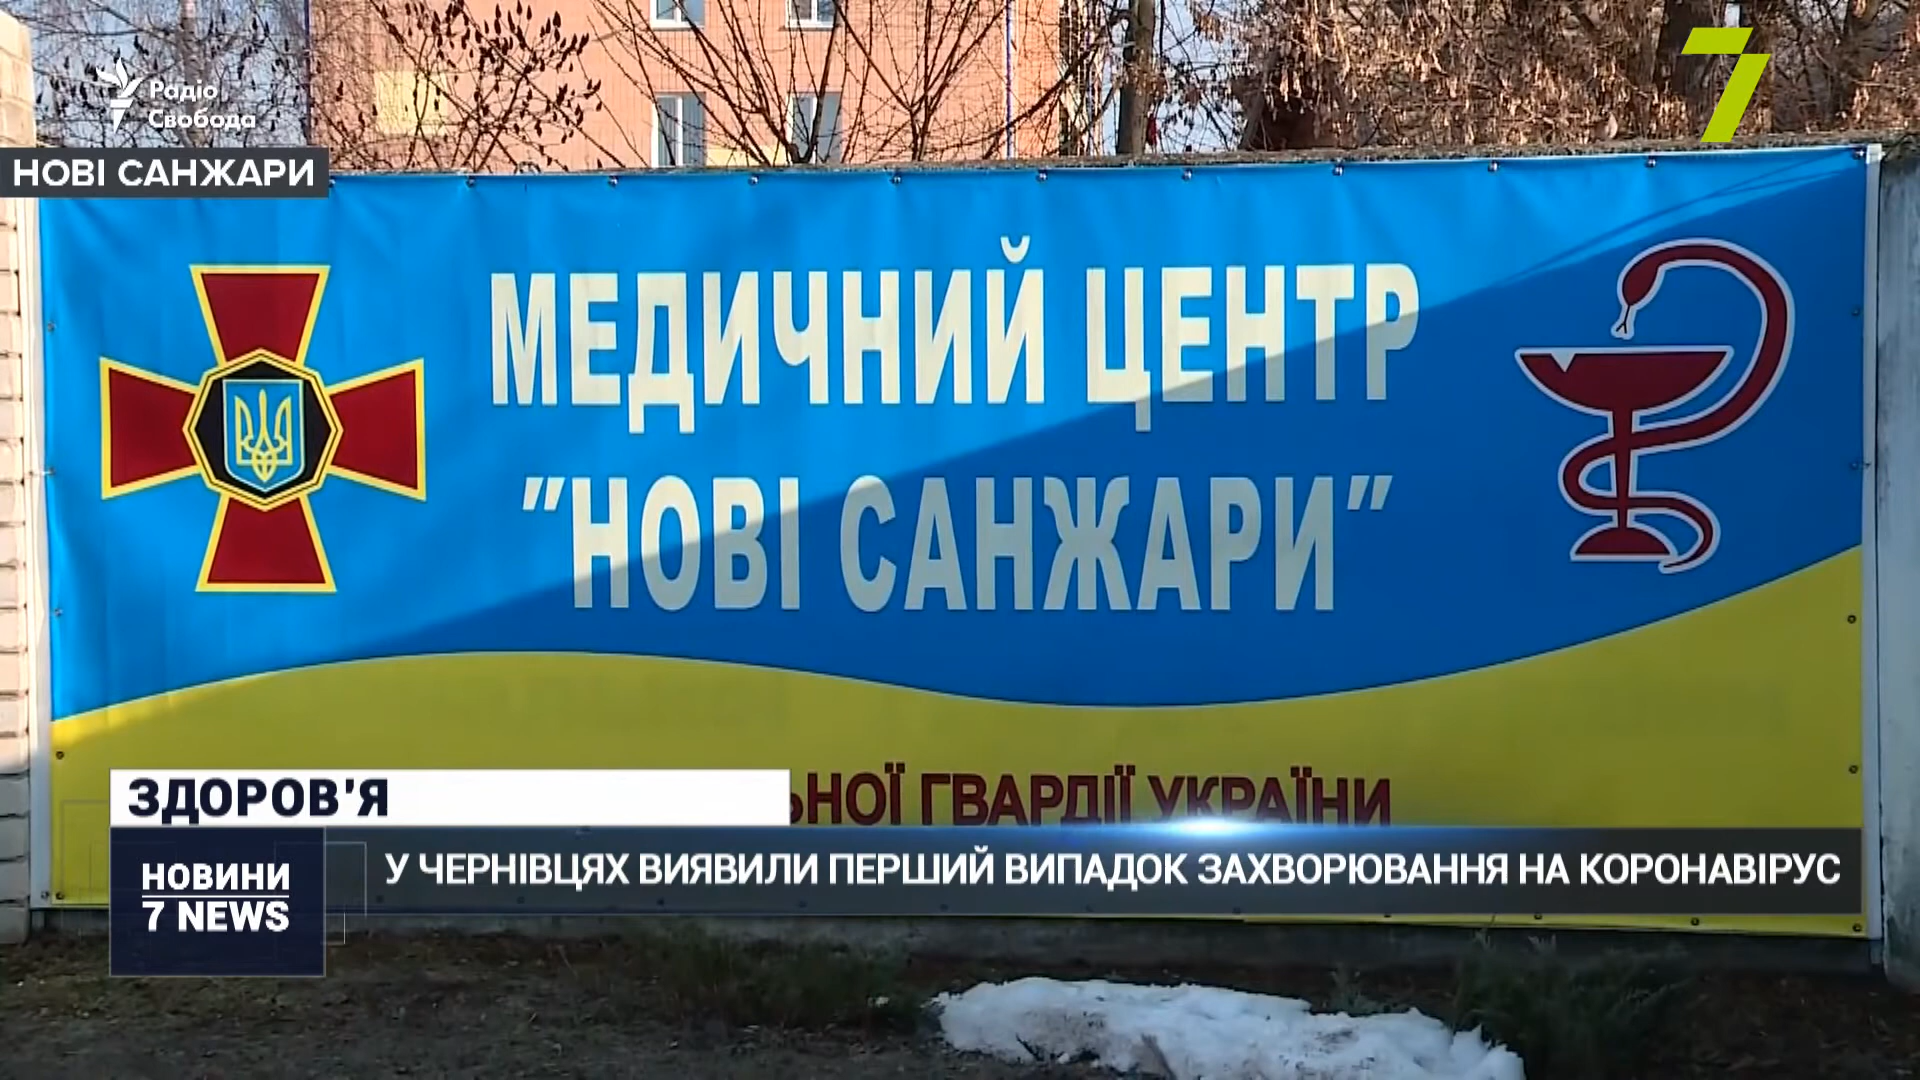 Радіо
Свобода
7
НОВІ САНЖАРИ
МЕДИЧНИЙ ЦЕНТР
"НОВІ САНЖАРИ"
ЬНОЇ ГВАРДІЇ УКРАЇНИ
ЗДОРОВ'Я
НОВИНИ
7 NEWS
У ЧЕРНІВЦЯХ ВИЯВИЛИ ПЕРШИЙ ВИПАДОК ЗАХВОРЮВАННЯ НА КОРОНАВІРУС